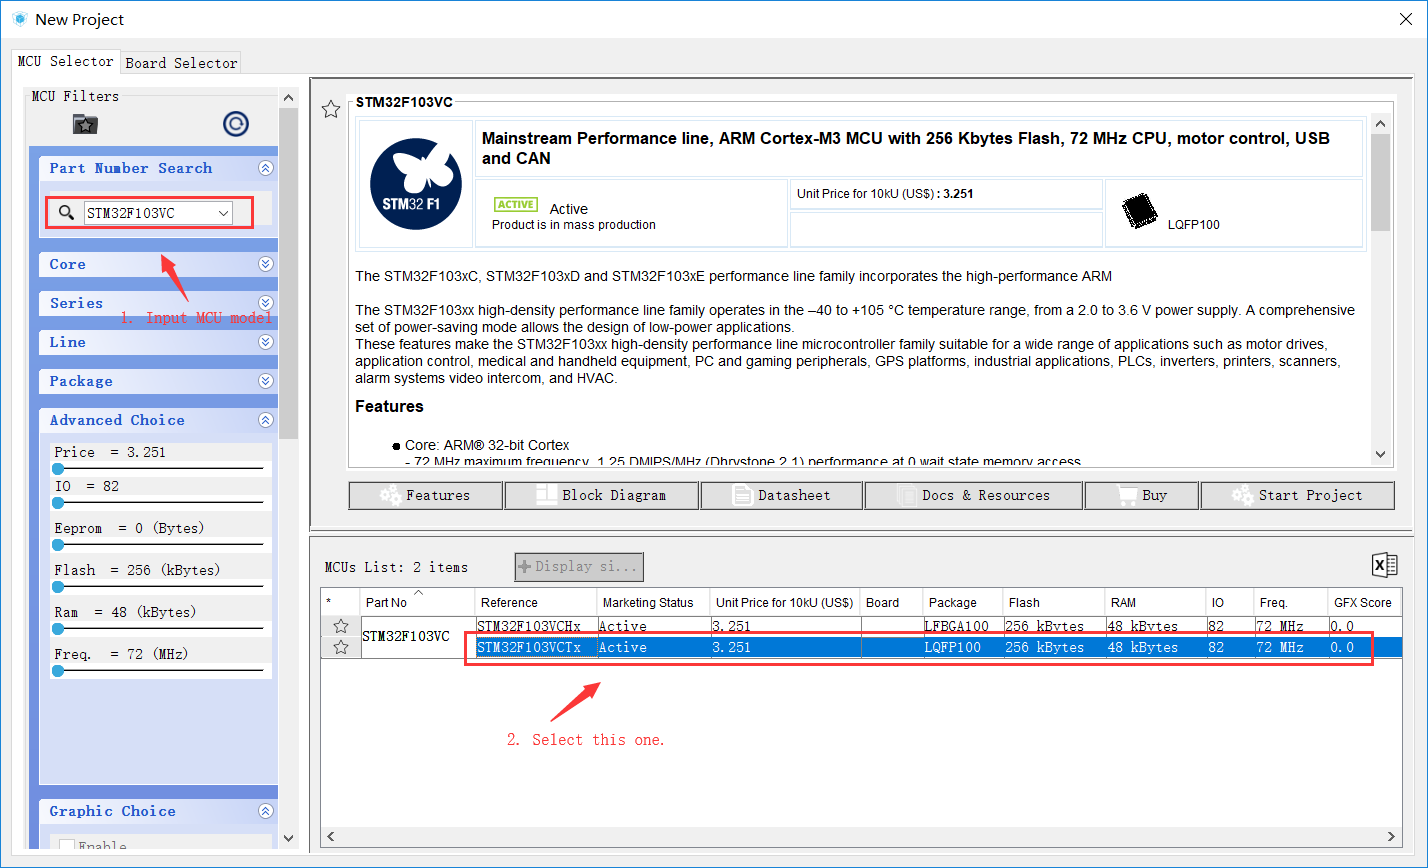 New Project
MCU Selector
Board Selector
MCU Filters
Part Number Search
STM32F103VC
Core
Series
1. Input MCU model
Line
Package
Advanced Choice
Price = 3.251
IO = 82
Eeprom = 0 (Bytes)
Flash = 256 (kBytes)
Ram = 48 (kBytes)
Freq. = 72 (MHz)
Graphic Choice
Enable
STM32F103VC
STM32 F1
Mainstream Performance line, ARM Cortex-M3 MCU with 256 Kbytes Flash, 72 MHz CPU, motor control, USB
and CAN
ACTIVE Active
Product is in mass production
Unit Price for 10kU (US$) : 3.251
LQFP100
The STM32F103xC, STM32F103xD and STM32F103xE performance line family incorporates the high-performance ARM
The STM32F103xx high-density performance line family operates in the –40 to +105 °C temperature range, from a 2.0 to 3.6 V power supply. A comprehensive
set of power-saving mode allows the design of low-power applications.
These features make the STM32F103xx high-density performance line microcontroller family suitable for a wide range of applications such as motor drives,
application control, medical and handheld equipment, PC and gaming peripherals, GPS platforms, industrial applications, PLCs, inverters, printers, scanners,
alarm systems video intercom, and HVAC.
Features
● Core: ARM® 32-bit Cortex
- 72 MHz maximum frequency, 1.25 DMIPS/MHz (Dhrystone 2.1) performance at 0 wait state memory access
Features
Block Diagram
Datasheet
Docs & Resources
Buy
Start Project
MCUs List: 2 items
Display si...
* Part No Reference Marketing Status Unit Price for 10kU (US$) Board Package Flash RAM IO Freq. GFX Score
STM32F103VC
STM32F103VCHx Active 3.251 LFBGA100 256 kBytes 48 kBytes 82 72 MHz 0.0
STM32F103VCTx Active 3.251 LQFP100 256 kBytes 48 kBytes 82 72 MHz 0.0
2. Select this one.